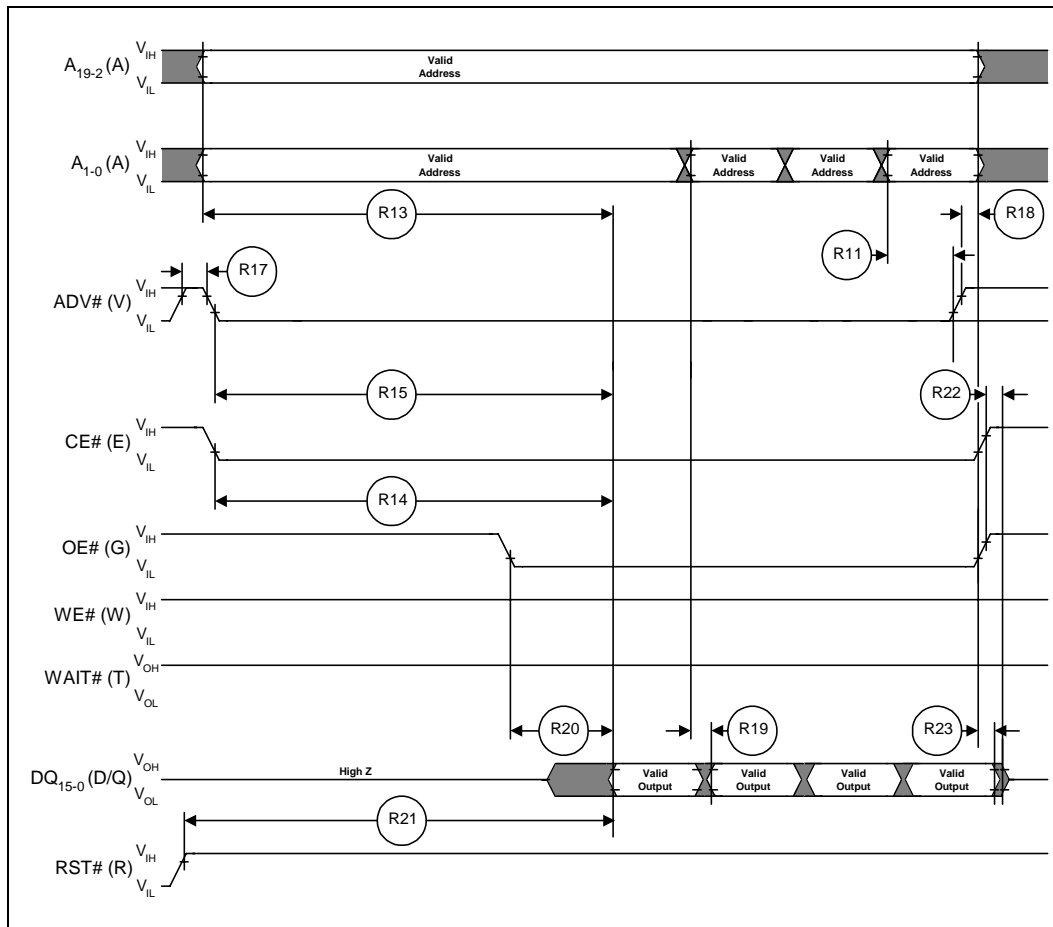 A19-2 (A) VIH VIL Valid Address
A1-0 (A) VIH VIL Valid Address Valid Address Valid Address Valid Address
R13 R18
R11
R17
ADV# (V) VIH VIL
R15 R22
CE# (E) VIH VIL
R14
OE# (G) VIH VIL
WE# (W) VIH VIL
WAIT# (T) VOH VOL
R20 R19 R23
DQ15-0 (D/Q) VOH VOL High Z Valid Output Valid Output Valid Output Valid Output
R21
RST# (R) VIH VIL